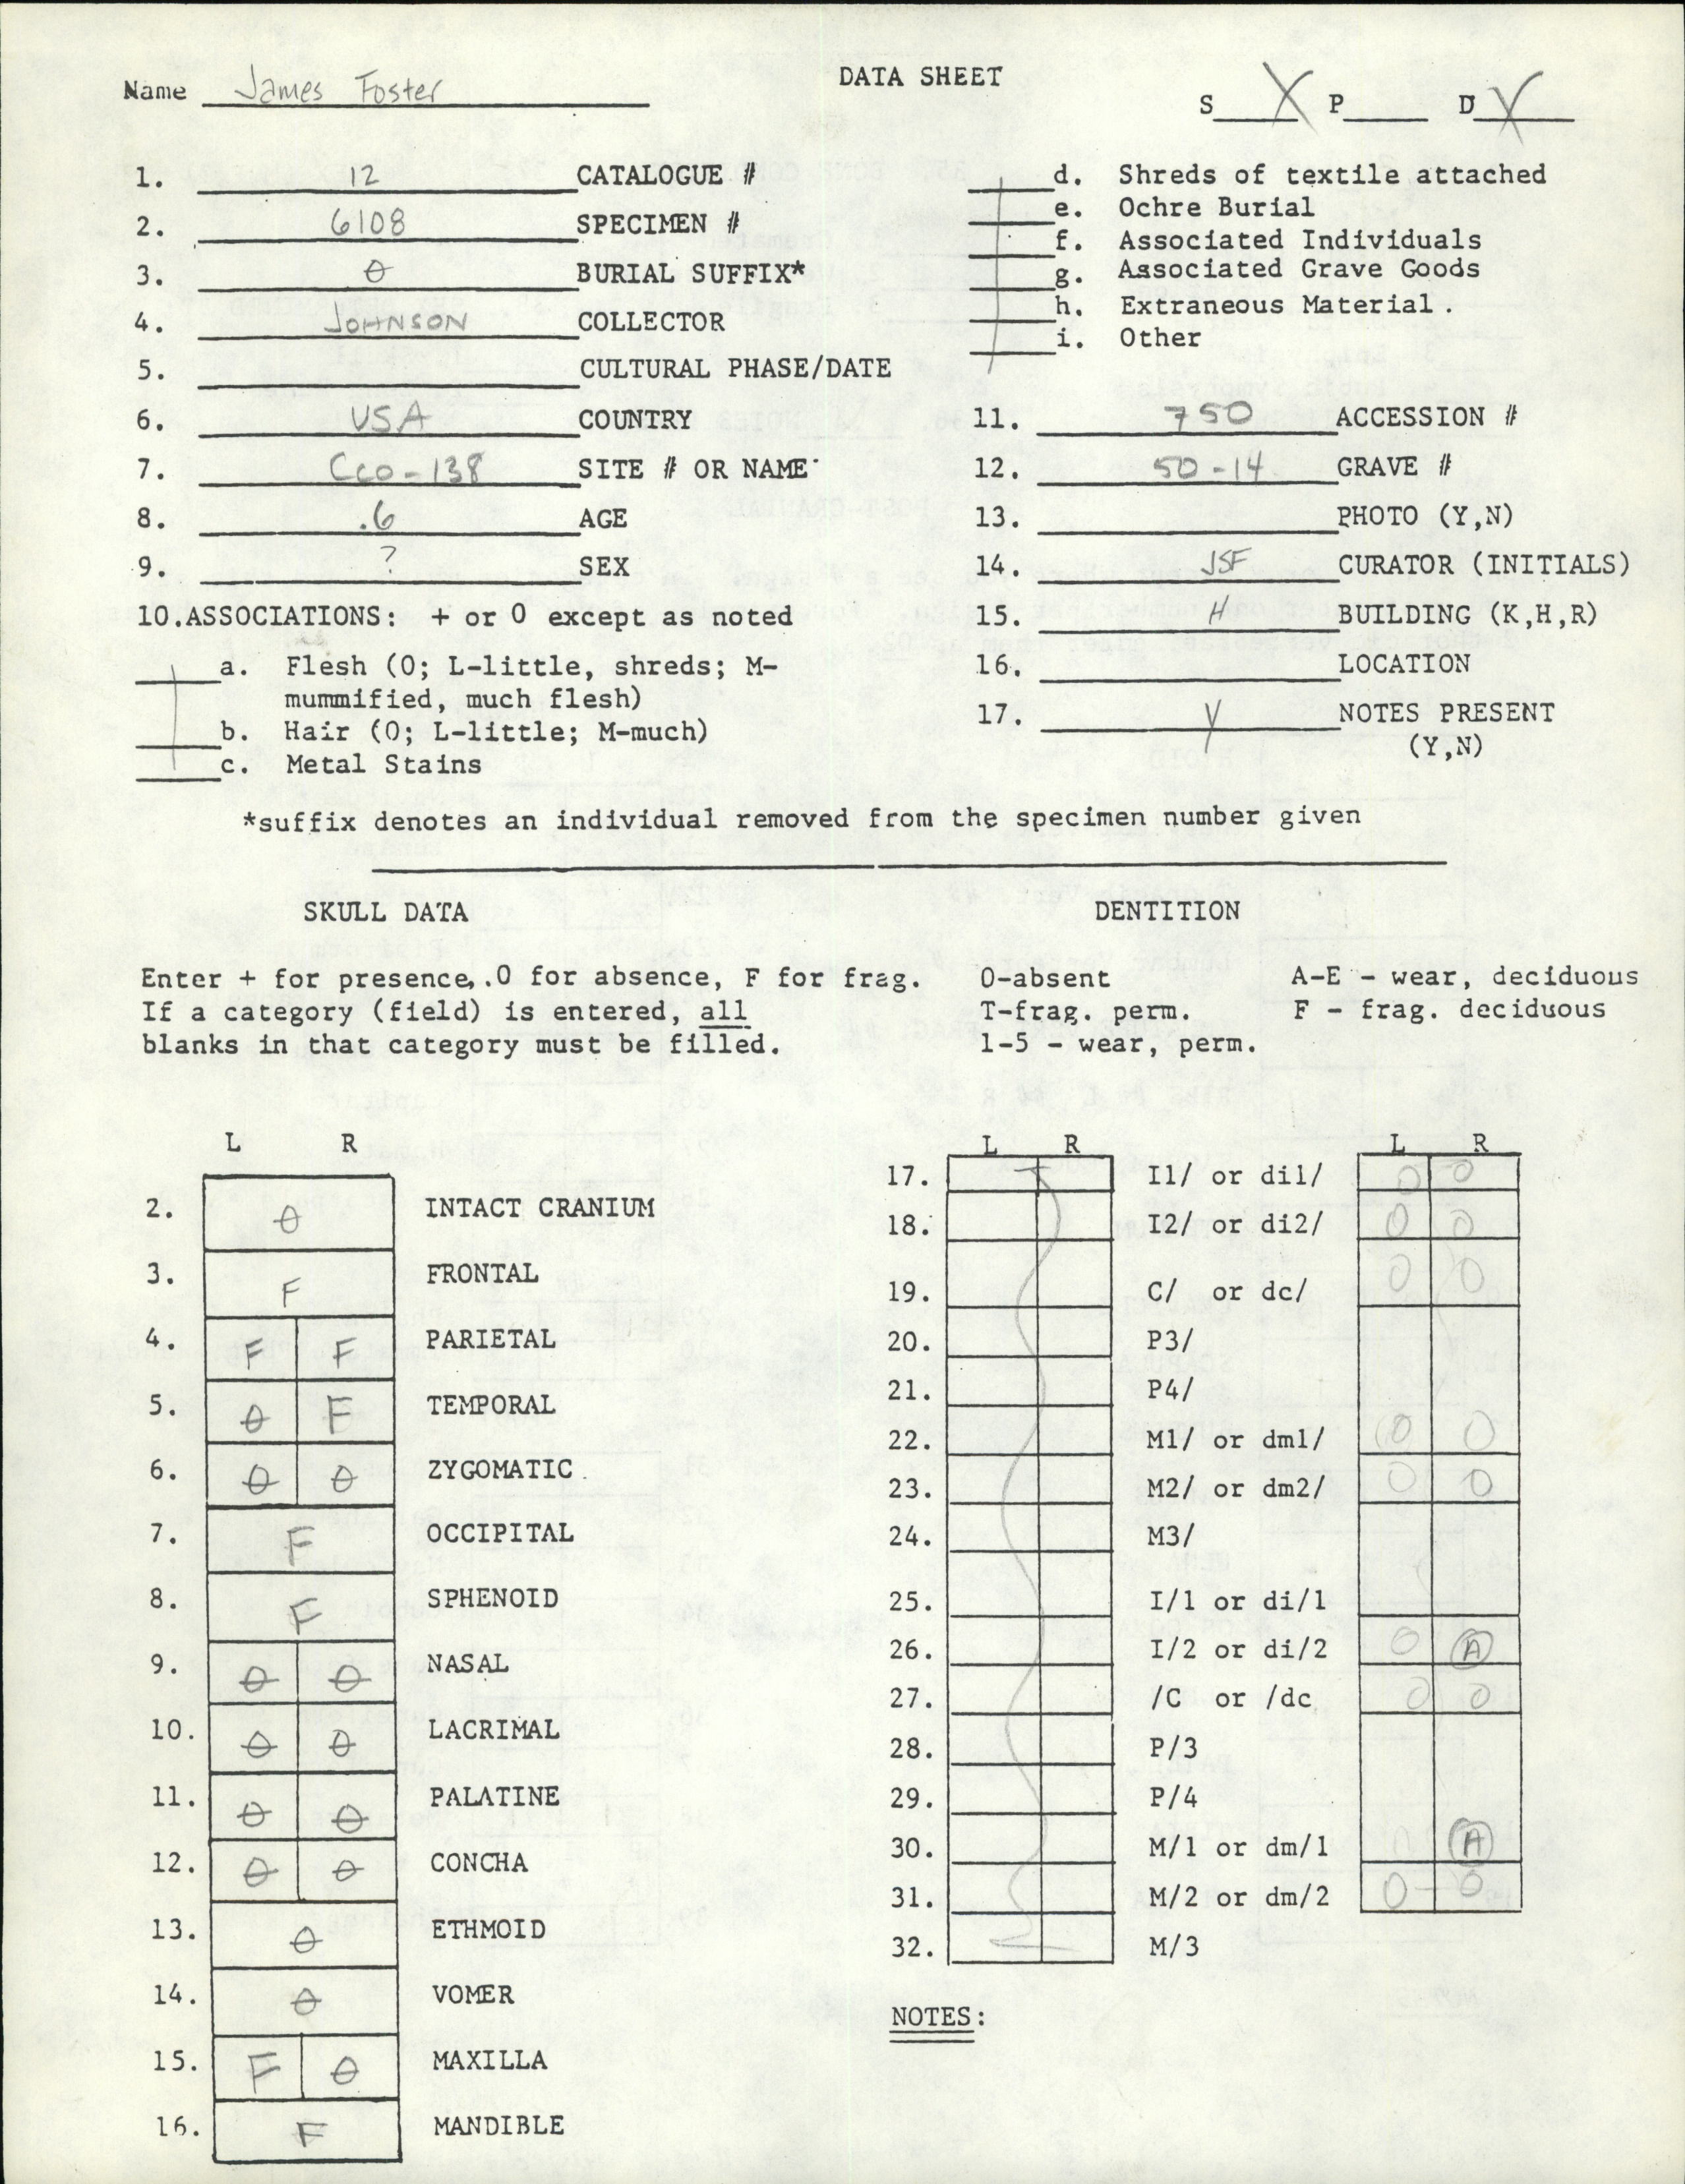 DATA SHEET
Name James Foster
S X P D X
1. 12 CATALOGUE #
2. 6108 SPECIMEN #
3. 0 BURIAL SUFFIX*
4. JOHNSON COLLECTOR
5. CULTURAL PHASE/DATE
6. USA COUNTRY
7. Cco-138 SITE # OR NAME
8. .6 AGE
9. ? SEX
10.ASSOCIATIONS: + or 0 except as noted
a. Flesh (0; L-little, shreds; M-
mummified, much flesh)
b. Hair (0; L-little; M-much)
c. Metal Stains
d. Shreds of textile attached
e. Ochre Burial
f. Associated Individuals
g. Associated Grave Goods
h. Extraneous Material.
i. Other
11. 750 ACCESSION #
12. 50-14 GRAVE #
13. PHOTO (Y,N)
14. JSF CURATOR (INITIALS)
15. H BUILDING (K,H,R)
16. LOCATION
17. Y NOTES PRESENT
(Y,N)
*suffix denotes an individual removed from the specimen number given
SKULL DATA
Enter + for presence, .0 for absence, F for frag.
If a category (field) is entered, all
blanks in that category must be filled.
L R
2. 0 INTACT CRANIUM
3. F FRONTAL
4. F F PARIETAL
5. 0 F TEMPORAL
6. 0 0 ZYGOMATIC
7. F OCCIPITAL
8. F SPHENOID
9. 0 0 NASAL
10. 0 0 LACRIMAL
11. 0 0 PALATINE
12. 0 0 CONCHA
13. 0 ETHMOID
14. 0 VOMER
15. F 0 MAXILLA
16. F MANDIBLE
DENTITION
0-absent A-E - wear, deciduous
T-frag. perm. F - frag. deciduous
1-5 - wear, perm.
L R L R
17. I1/ or di1/ 0 0
18. I2/ or di2/ 0 0
19. C/ or dc/ 0 0
20. P3/
21. P4/
22. M1/ or dm1/ 0 0
23. M2/ or dm2/ 0 0
24. M3/
25. I/1 or di/1
26. I/2 or di/2 0 A
27. /C or /dc 0 0
28. P/3
29. P/4
30. M/1 or dm/1 0 A
31. M/2 or dm/2 0 0
32. M/3
NOTES: